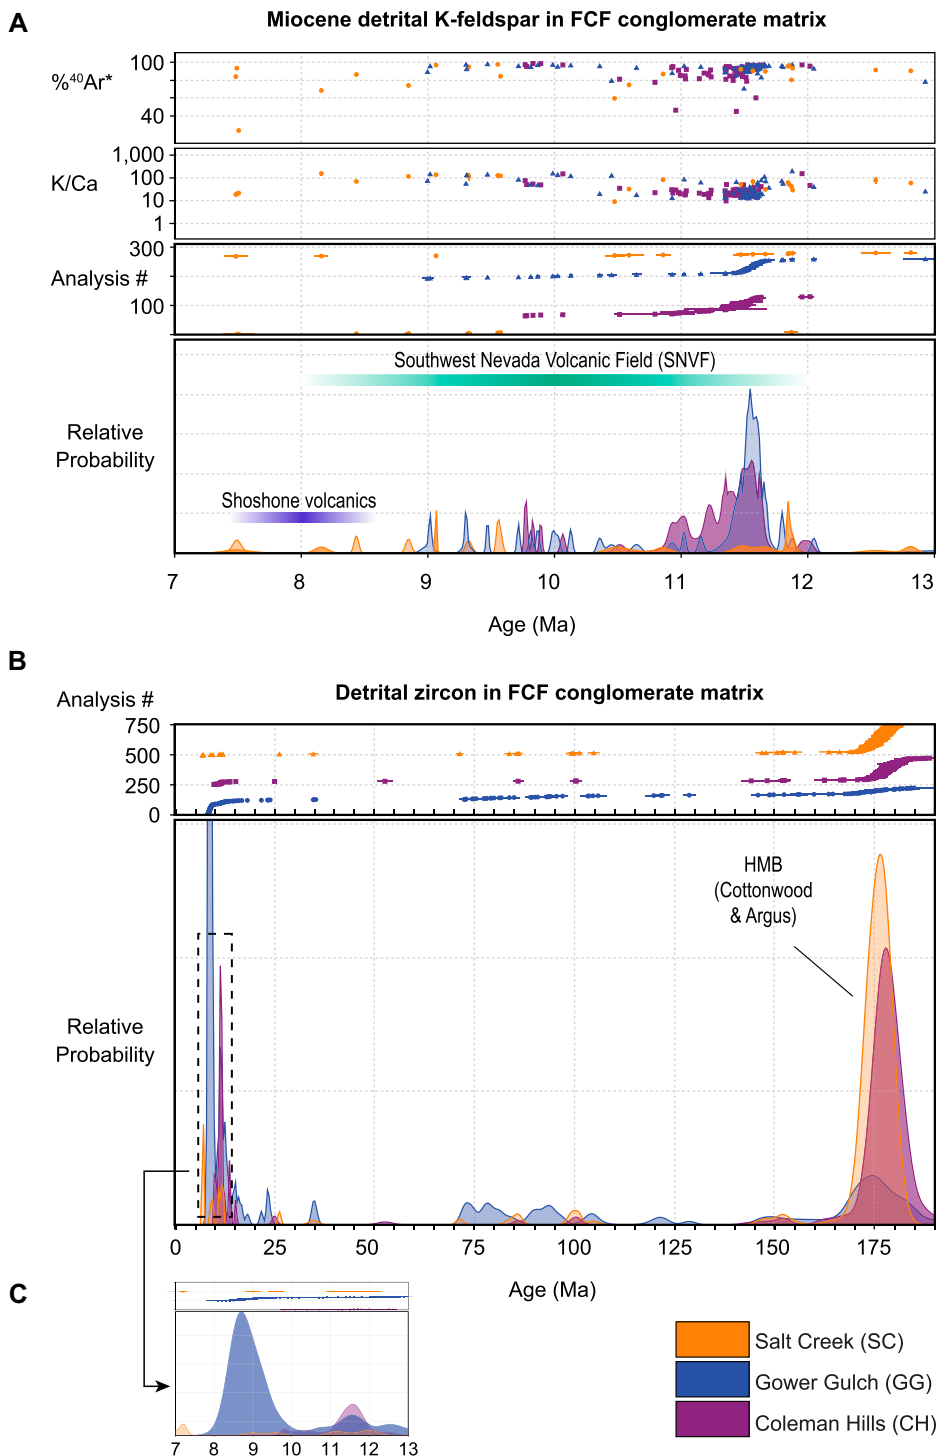 A
Miocene detrital K-feldspar in FCF conglomerate matrix
%⁴⁰Ar*
100
40
K/Ca
1,000
100
10
1
Analysis #
300
100
Southwest Nevada Volcanic Field (SNVF)
Relative
Probability
Shoshone volcanics
7 8 9 10 11 12 13
Age (Ma)
B
Detrital zircon in FCF conglomerate matrix
Analysis #
750
500
250
0
HMB
(Cottonwood
& Argus)
Relative
Probability
0 25 50 75 100 125 150 175
Age (Ma)
C
7 8 9 10 11 12 13
Salt Creek (SC)
Gower Gulch (GG)
Coleman Hills (CH)